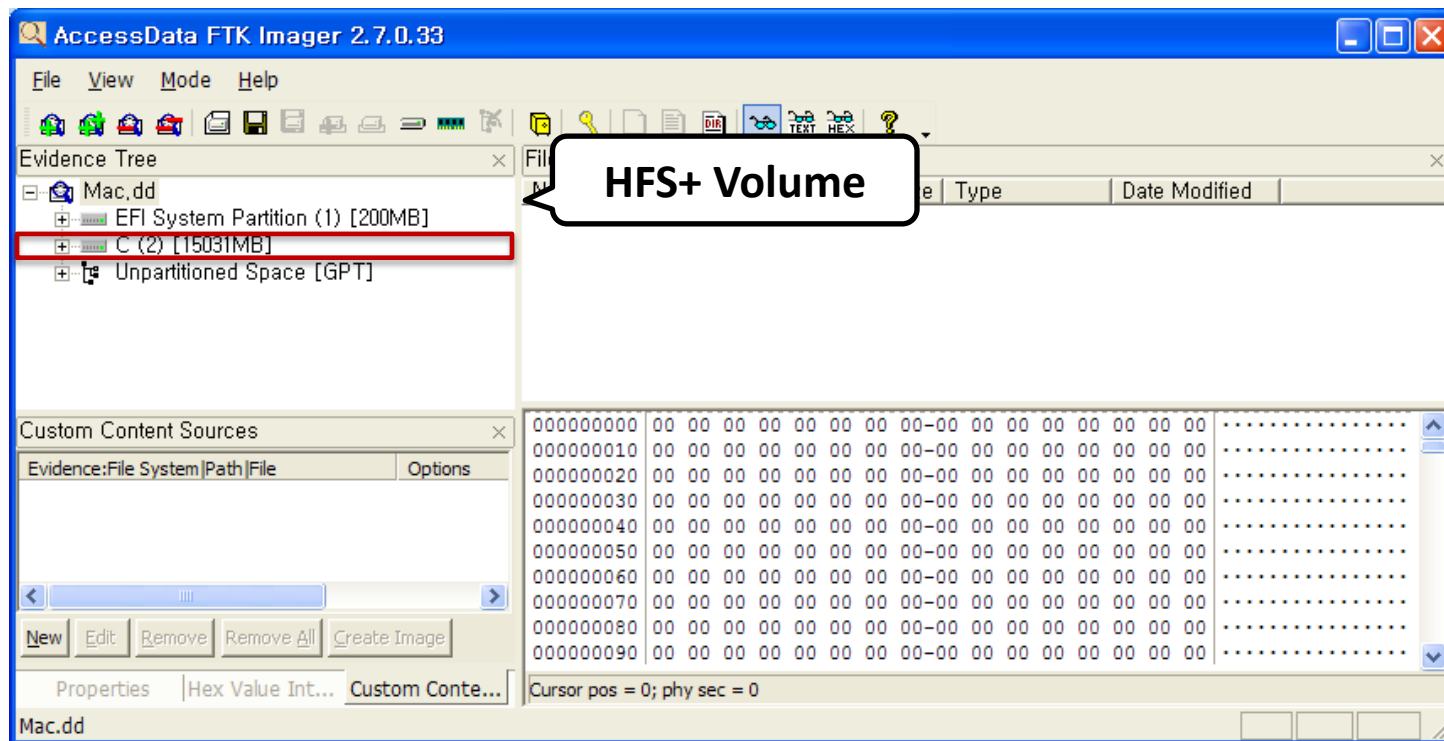 AccessData FTK Imager 2.7.0.33
File View Mode Help
DIR TEXT HEX ?
Evidence Tree
Mac,dd
EFI System Partition (1) [200MB]
C (2) [15031MB]
Unpartitioned Space [GPT]
HFS+ Volume
Type Date Modified
Custom Content Sources
Evidence:File System|Path|File Options
New Edit Remove Remove All Create Image
Properties Hex Value Int... Custom Conte...
000000000 00 00 00 00 00 00 00 00-00 00 00 00 00 00 00 00 ................
000000010 00 00 00 00 00 00 00 00-00 00 00 00 00 00 00 00 ................
000000020 00 00 00 00 00 00 00 00-00 00 00 00 00 00 00 00 ................
000000030 00 00 00 00 00 00 00 00-00 00 00 00 00 00 00 00 ................
000000040 00 00 00 00 00 00 00 00-00 00 00 00 00 00 00 00 ................
000000050 00 00 00 00 00 00 00 00-00 00 00 00 00 00 00 00 ................
000000060 00 00 00 00 00 00 00 00-00 00 00 00 00 00 00 00 ................
000000070 00 00 00 00 00 00 00 00-00 00 00 00 00 00 00 00 ................
000000080 00 00 00 00 00 00 00 00-00 00 00 00 00 00 00 00 ................
000000090 00 00 00 00 00 00 00 00-00 00 00 00 00 00 00 00 ................
Cursor pos = 0; phy sec = 0
Mac.dd